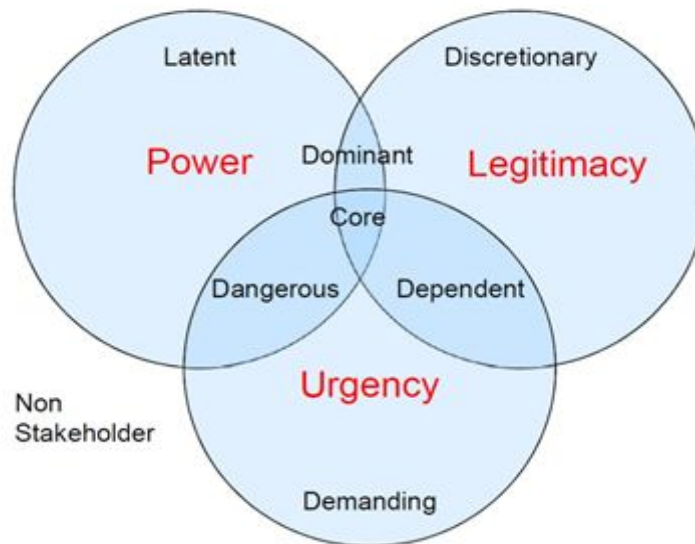 Latent
Discretionary
Power
Dominant
Legitimacy
Core
Dangerous
Dependent
Urgency
Non
Stakeholder
Demanding